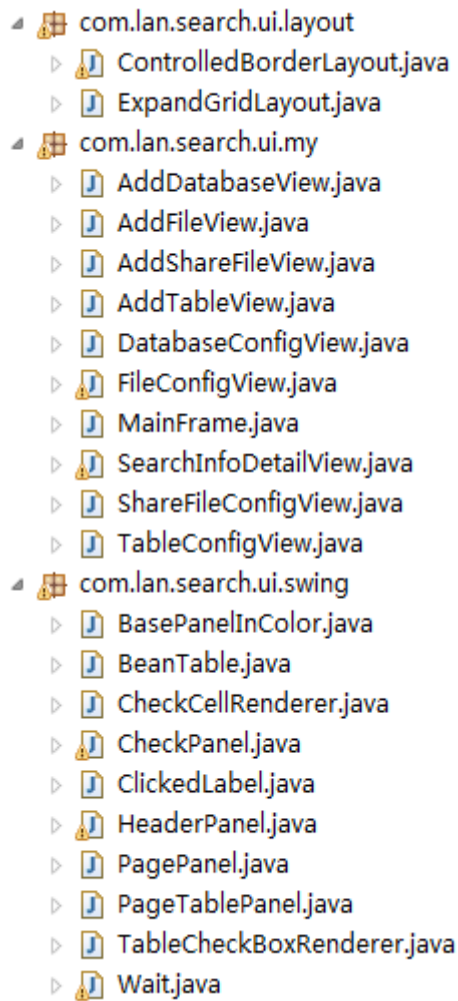 com.lan.search.ui.layout
ControlledBorderLayout.java
ExpandGridLayout.java
com.lan.search.ui.my
AddDatabaseView.java
AddFileView.java
AddShareFileView.java
AddTableView.java
DatabaseConfigView.java
FileConfigView.java
MainFrame.java
SearchInfoDetailView.java
ShareFileConfigView.java
TableConfigView.java
com.lan.search.ui.swing
BasePanelInColor.java
BeanTable.java
CheckCellRenderer.java
CheckPanel.java
ClickedLabel.java
HeaderPanel.java
PagePanel.java
PageTablePanel.java
TableCheckBoxRenderer.java
Wait.java